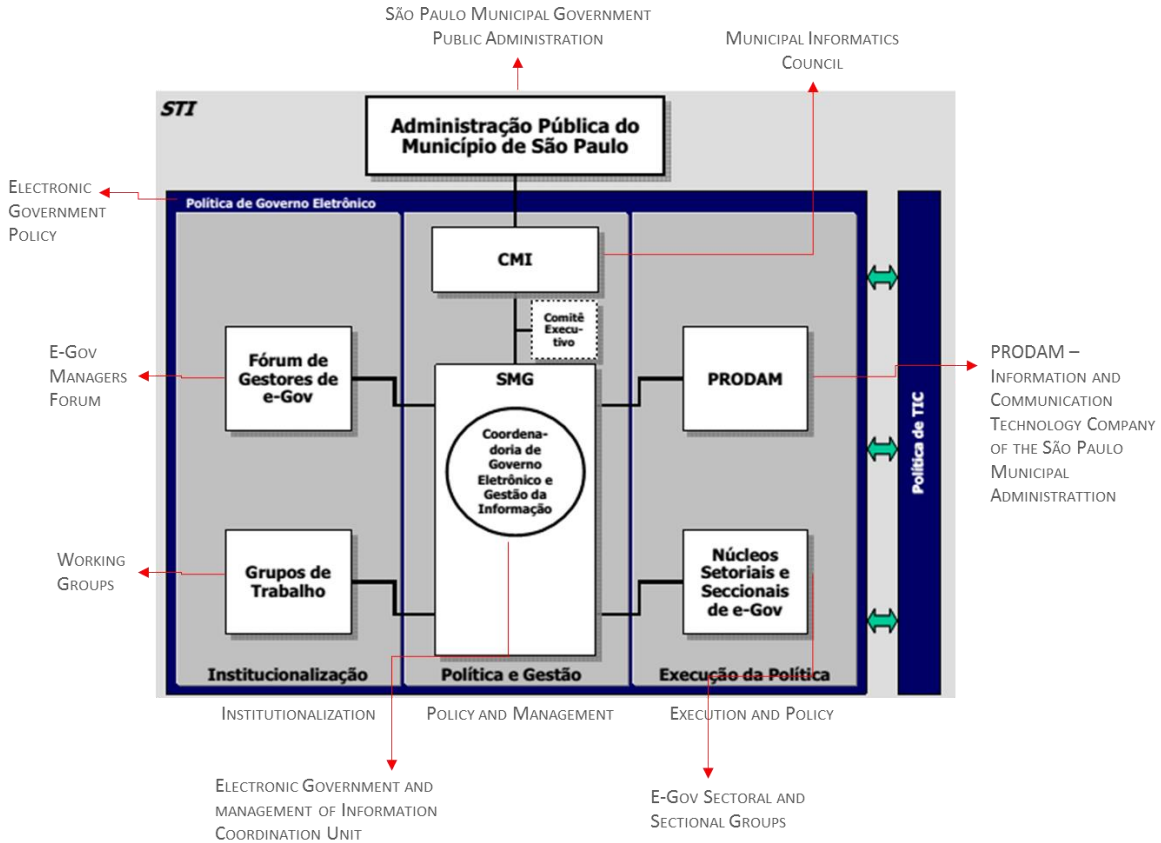 São Paulo Municipal Government
Public Administration
Municipal Informatics
Council
STI
Administração Pública do
Município de São Paulo
Electronic
Government
Policy
Política de Governo Eletrônico
CMI
Comitê
Execu-
tivo
E-Gov
Managers
Forum
Fórum de
Gestores de
e-Gov
SMG
Coordena-
doria de
Governo
Eletrônico e
Gestão da
Informação
PRODAM
Política de TIC
PRODAM –
Information and
Communication
Technology Company
of the São Paulo
Municipal
Administrattion
Working
Groups
Grupos de
Trabalho
Núcleos
Setoriais e
Seccionais
de e-Gov
Institucionalização
Política e Gestão
Execução da Política
Institutionalization
Policy and Management
Execution and Policy
Electronic Government and
management of Information
Coordination Unit
E-Gov Sectoral and
Sectional Groups